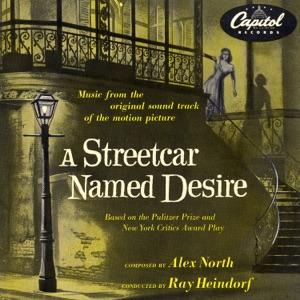 Capitol
RECORDS
Music from the
original sound track
of the motion picture
A Streetcar
Named Desire
Based on the Pulitzer Prize and
New York Critics Award Play
COMPOSED BY Alex North
CONDUCTED BY Ray Heindorf